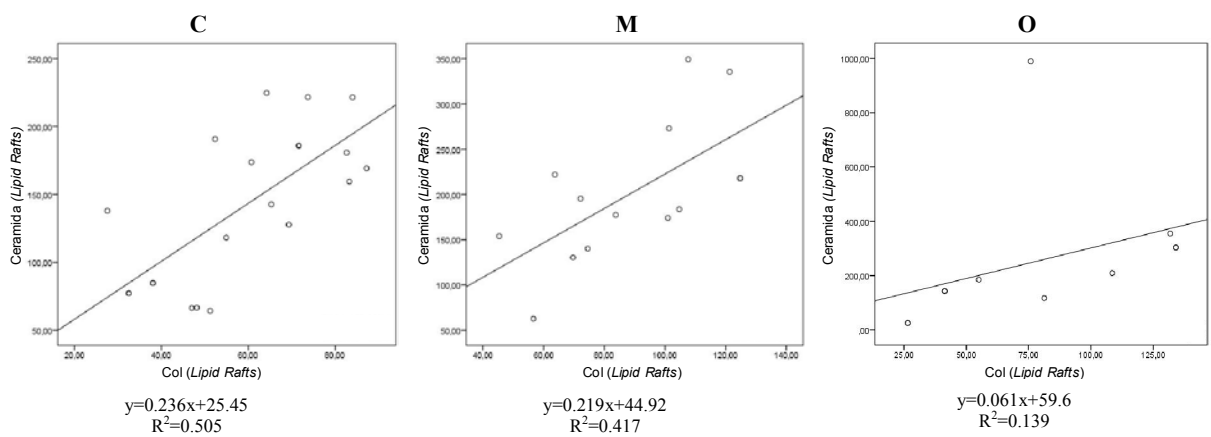 C
M
O
Ceramida (Lipid Rafts)
250,00
200,00
150,00
100,00
50,00
20,00 40,00 60,00 80,00
Col (Lipid Rafts)
y=0.236x+25.45
R²=0.505
Ceramida (Lipid Rafts)
350,00
300,00
250,00
200,00
150,00
100,00
50,00
40,00 60,00 80,00 100,00 120,00 140,00
Col (Lipid Rafts)
y=0.219x+44.92
R²=0.417
Ceramida (Lipid Rafts)
1000,00
800,00
600,00
400,00
200,00
,00
25,00 50,00 75,00 100,00 125,00
Col (Lipid Rafts)
y=0.061x+59.6
R²=0.139